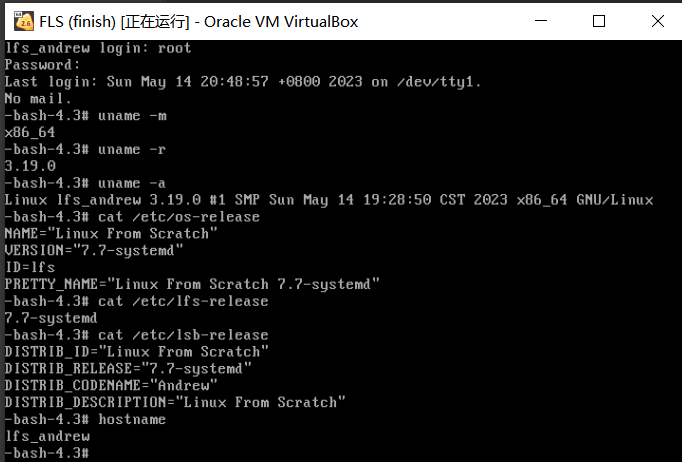 FLS (finish) [正在运行] - Oracle VM VirtualBox
lfs_andrew login: root
Password:
Last login: Sun May 14 20:48:57 +0800 2023 on /dev/tty1.
No mail.
-bash-4.3# uname -m
x86_64
-bash-4.3# uname -r
3.19.0
-bash-4.3# uname -a
Linux lfs_andrew 3.19.0 #1 SMP Sun May 14 19:28:50 CST 2023 x86_64 GNU/Linux
-bash-4.3# cat /etc/os-release
NAME="Linux From Scratch"
VERSION="7.7-systemd"
ID=lfs
PRETTY_NAME="Linux From Scratch 7.7-systemd"
-bash-4.3# cat /etc/lfs-release
7.7-systemd
-bash-4.3# cat /etc/lsb-release
DISTRIB_ID="Linux From Scratch"
DISTRIB_RELEASE="7.7-systemd"
DISTRIB_CODENAME="Andrew"
DISTRIB_DESCRIPTION="Linux From Scratch"
-bash-4.3# hostname
lfs_andrew
-bash-4.3#